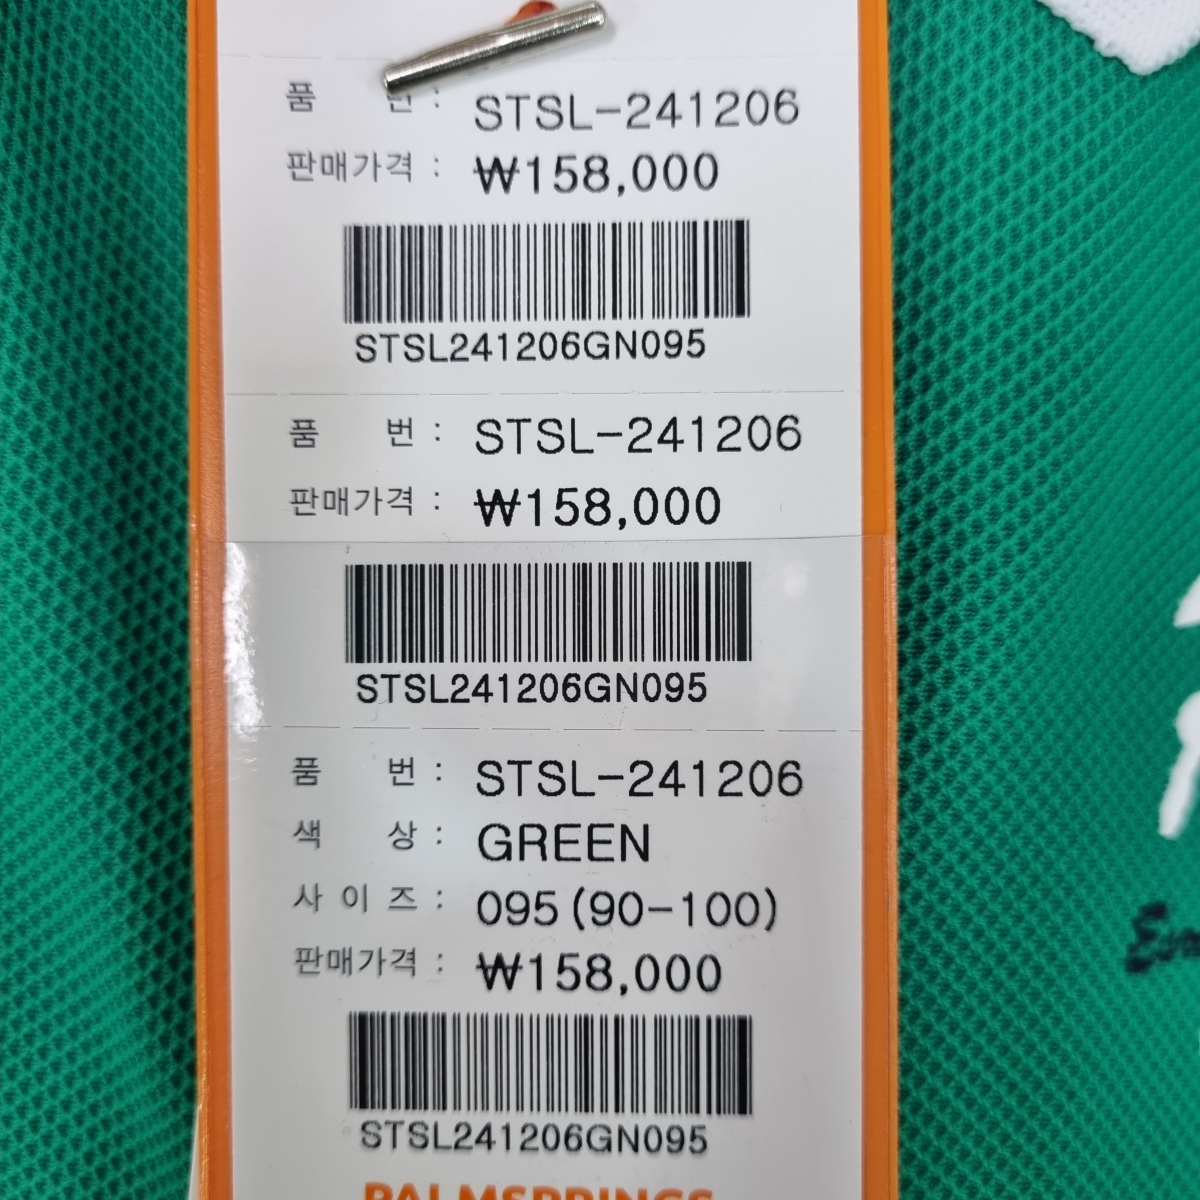 품 번 : STSL-241206
판매가격 : ₩158,000
STSL241206GN095
품 번 : STSL-241206
판매가격 : ₩158,000
STSL241206GN095
품 번 : STSL-241206
색 상 : GREEN
사 이 즈 : 095(90-100)
판매가격 : ₩158,000
STSL241206GN095
PALMSPRINGS